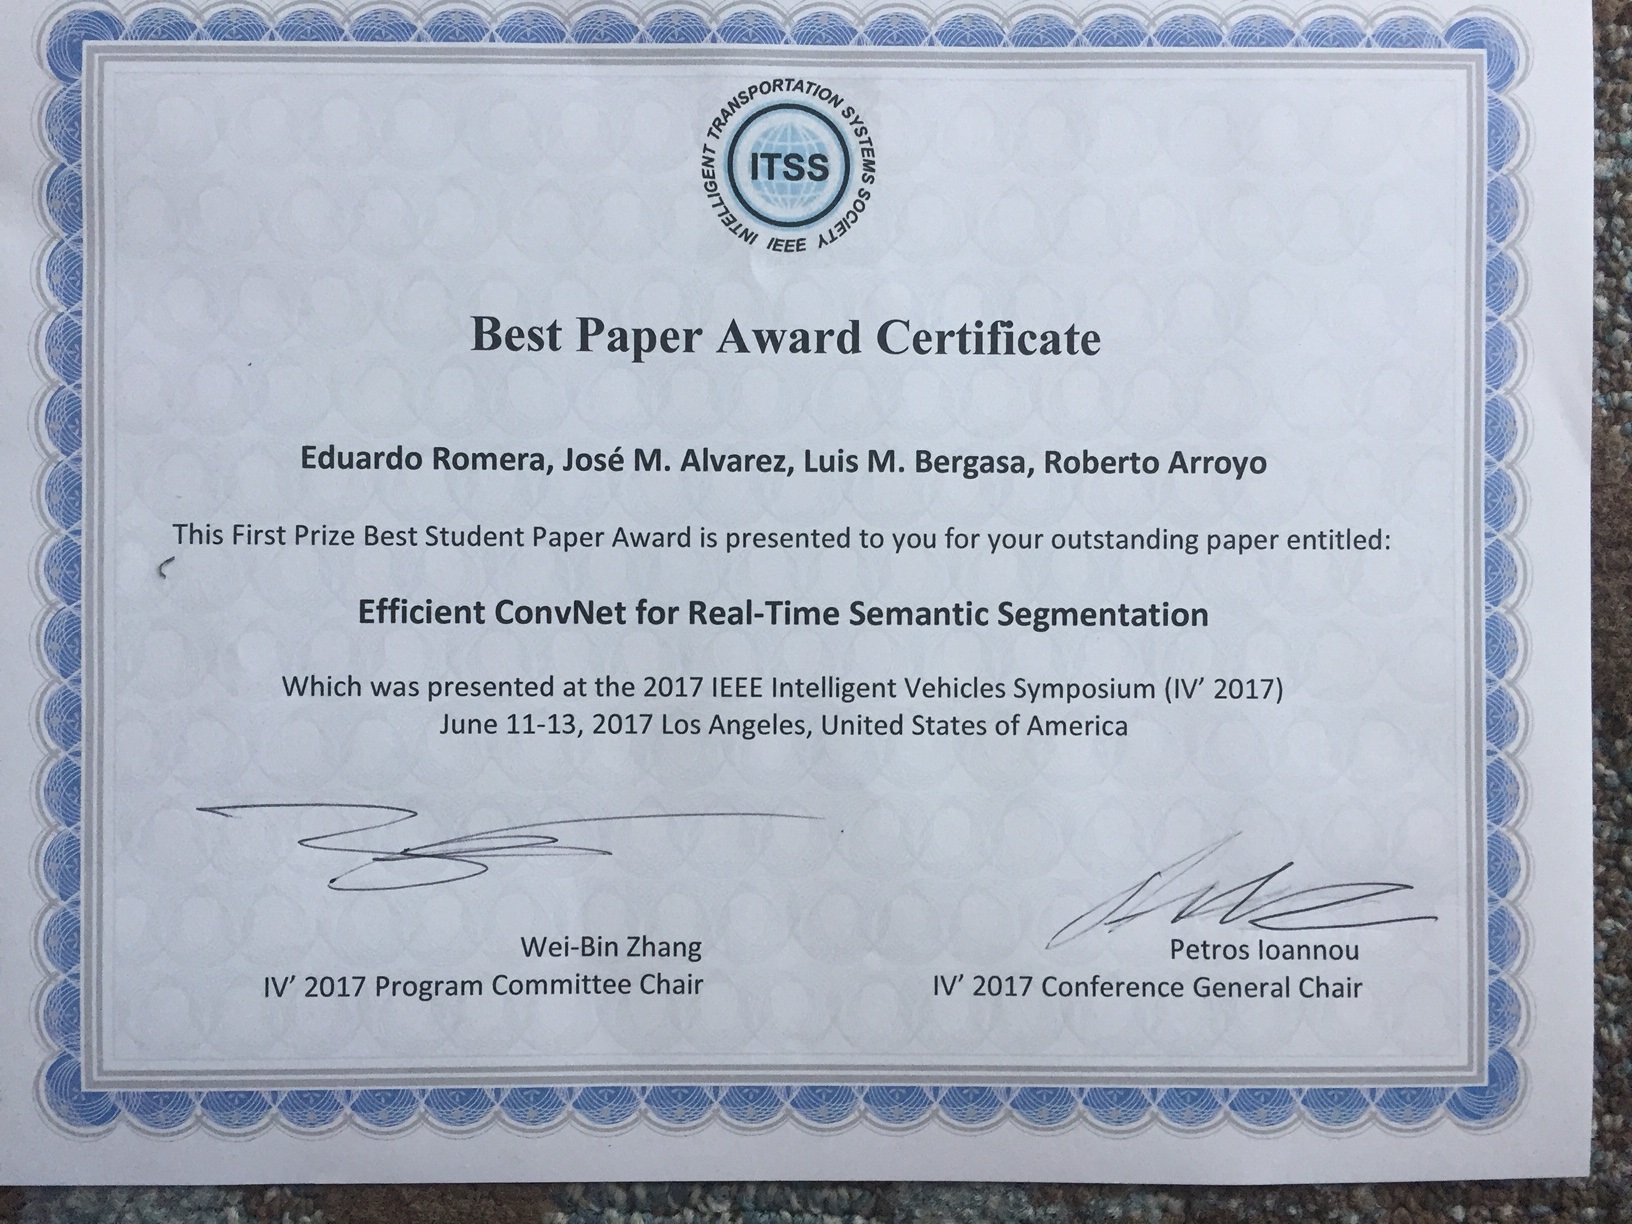 INTELLIGENT TRANSPORTATION SYSTEMS SOCIETY
ITSS
IEEE
Best Paper Award Certificate
Eduardo Romera, José M. Alvarez, Luis M. Bergasa, Roberto Arroyo
This First Prize Best Student Paper Award is presented to you for your outstanding paper entitled:
Efficient ConvNet for Real-Time Semantic Segmentation
Which was presented at the 2017 IEEE Intelligent Vehicles Symposium (IV’ 2017)
June 11-13, 2017 Los Angeles, United States of America
Wei-Bin Zhang
IV’ 2017 Program Committee Chair
Petros Ioannou
IV’ 2017 Conference General Chair